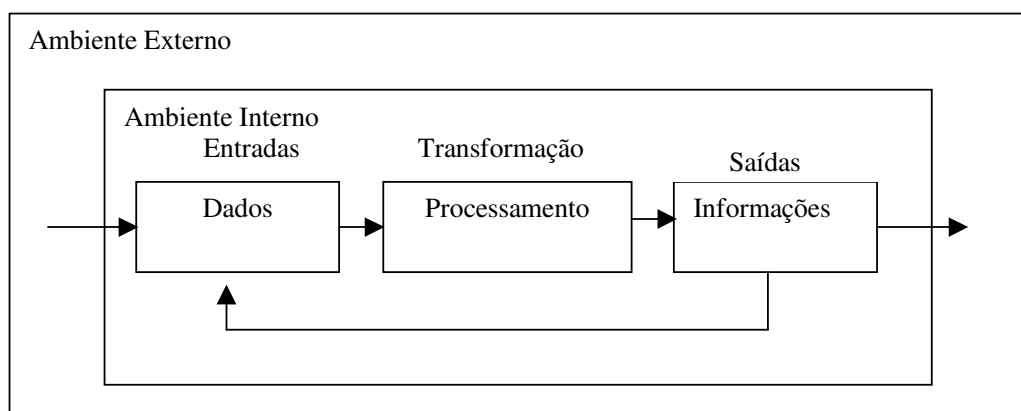 Ambiente Externo
Ambiente Interno
Entradas
Transformação
Saídas
Dados
Processamento
Informações